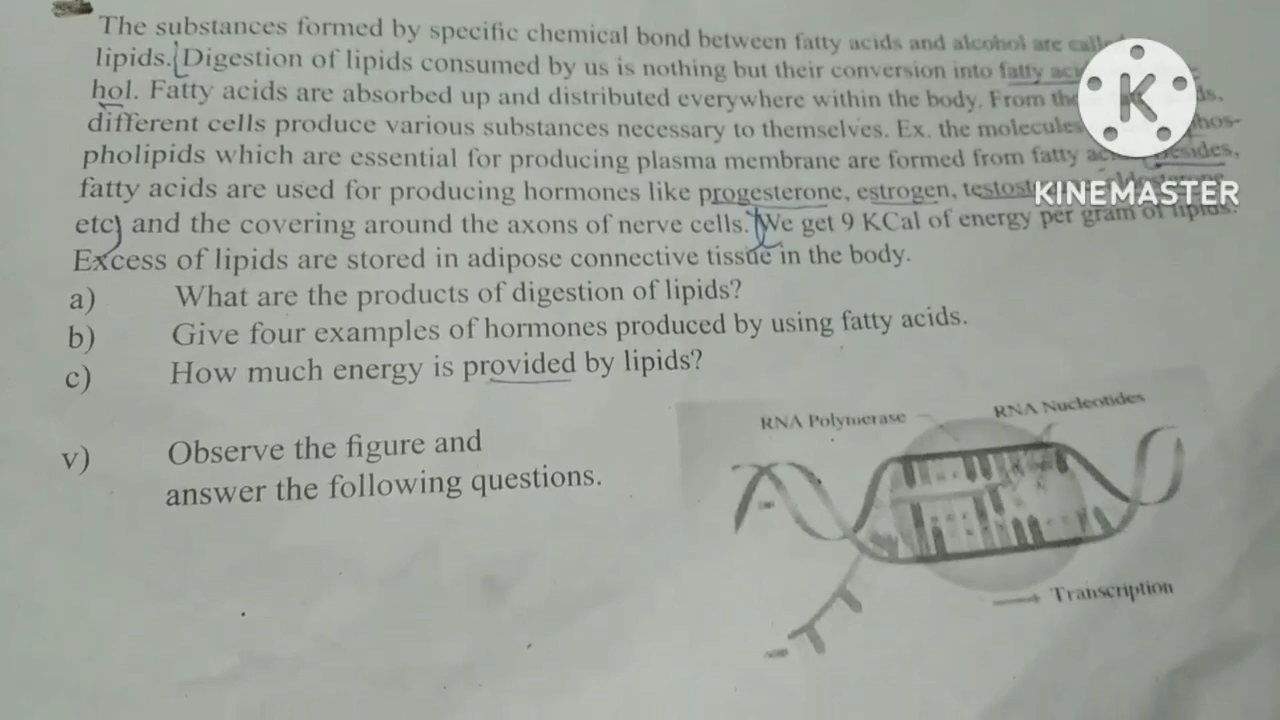 The substances formed by specific chemical bond between fatty acids and alcohol are
lipids. Digestion of lipids consumed by us is nothing but their conversion into fatty
hol. Fatty acids are absorbed up and distributed everywhere within the body. From
different cells produce various substances necessary to themselves. Ex. the molecules phos-
pholipids which are essential for producing plasma membrane are formed from fatty Besides,
fatty acids are used for producing hormones like progesterone, estrogen,
etc) and the covering around the axons of nerve cells. We get 9 KCal of energy per gram of lipids.
Excess of lipids are stored in adipose connective tissue in the body.
a) What are the products of digestion of lipids?
b) Give four examples of hormones produced by using fatty acids.
c) How much energy is provided by lipids?
v) Observe the figure and
answer the following questions.
RNA Polymerase
RNA Nucleotides
Transcription
K
KINEMASTER